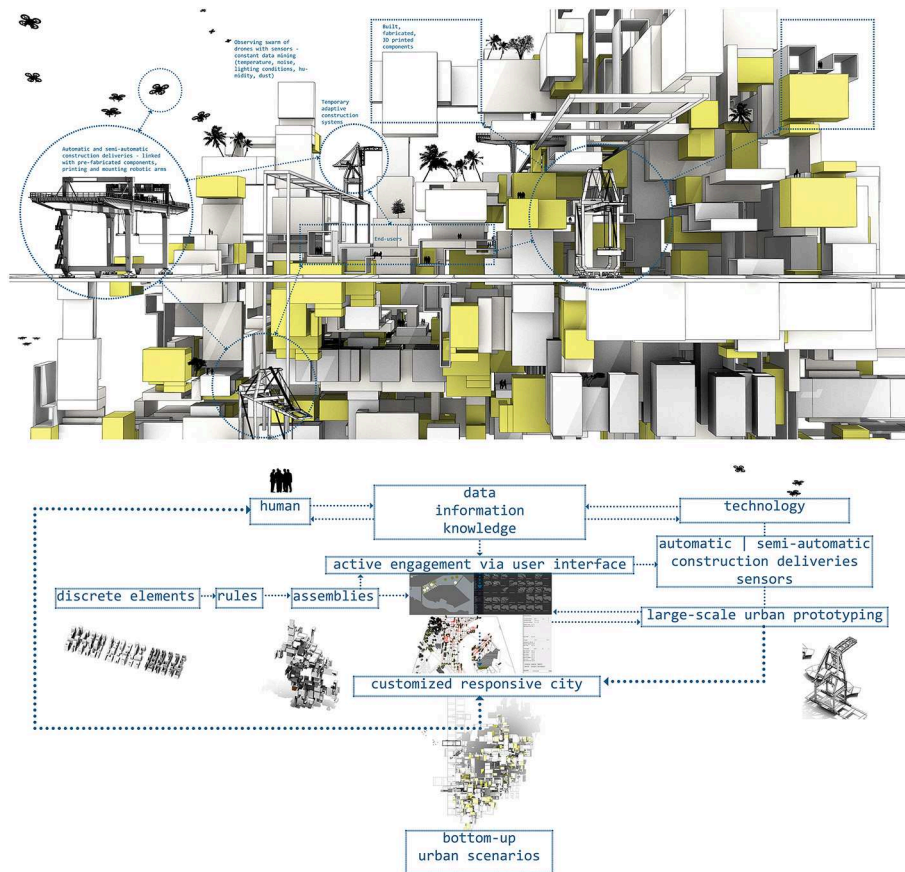 Observing swarm of
drones with sensors -
constant data mining
(temperature, noise,
lighting conditions, hu-
midity, dust)
Built,
fabricated,
3D printed
components
Temporary
adaptive
construction
systems
Automatic and semi-automatic
construction deliveries - linked
with pre-fabricated components,
printing and mounting robotic arms
End-users
human
data
information
knowledge
technology
active engagement via user interface
automatic | semi-automatic
construction deliveries
sensors
discrete elements
rules
assemblies
large-scale urban prototyping
customized responsive city
bottom-up
urban scenarios